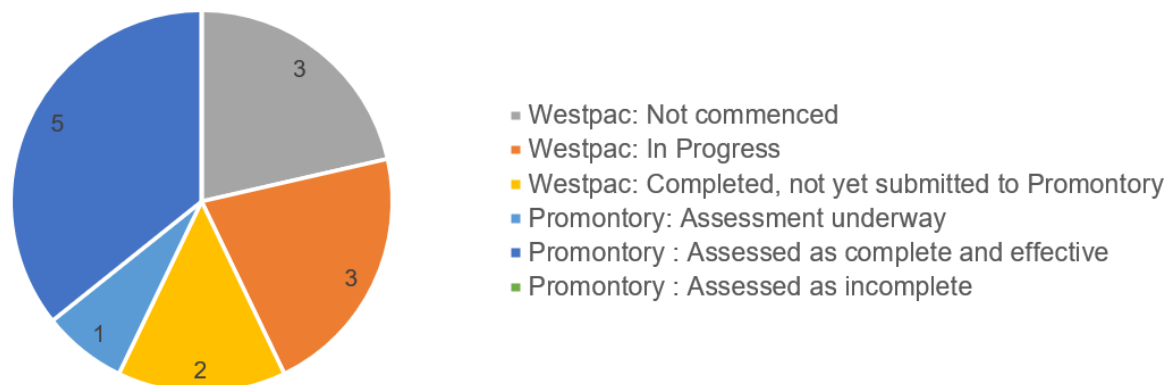 3
5
3
1
2
Westpac: Not commenced
Westpac: In Progress
Westpac: Completed, not yet submitted to Promontory
Promontory: Assessment underway
Promontory : Assessed as complete and effective
Promontory : Assessed as incomplete